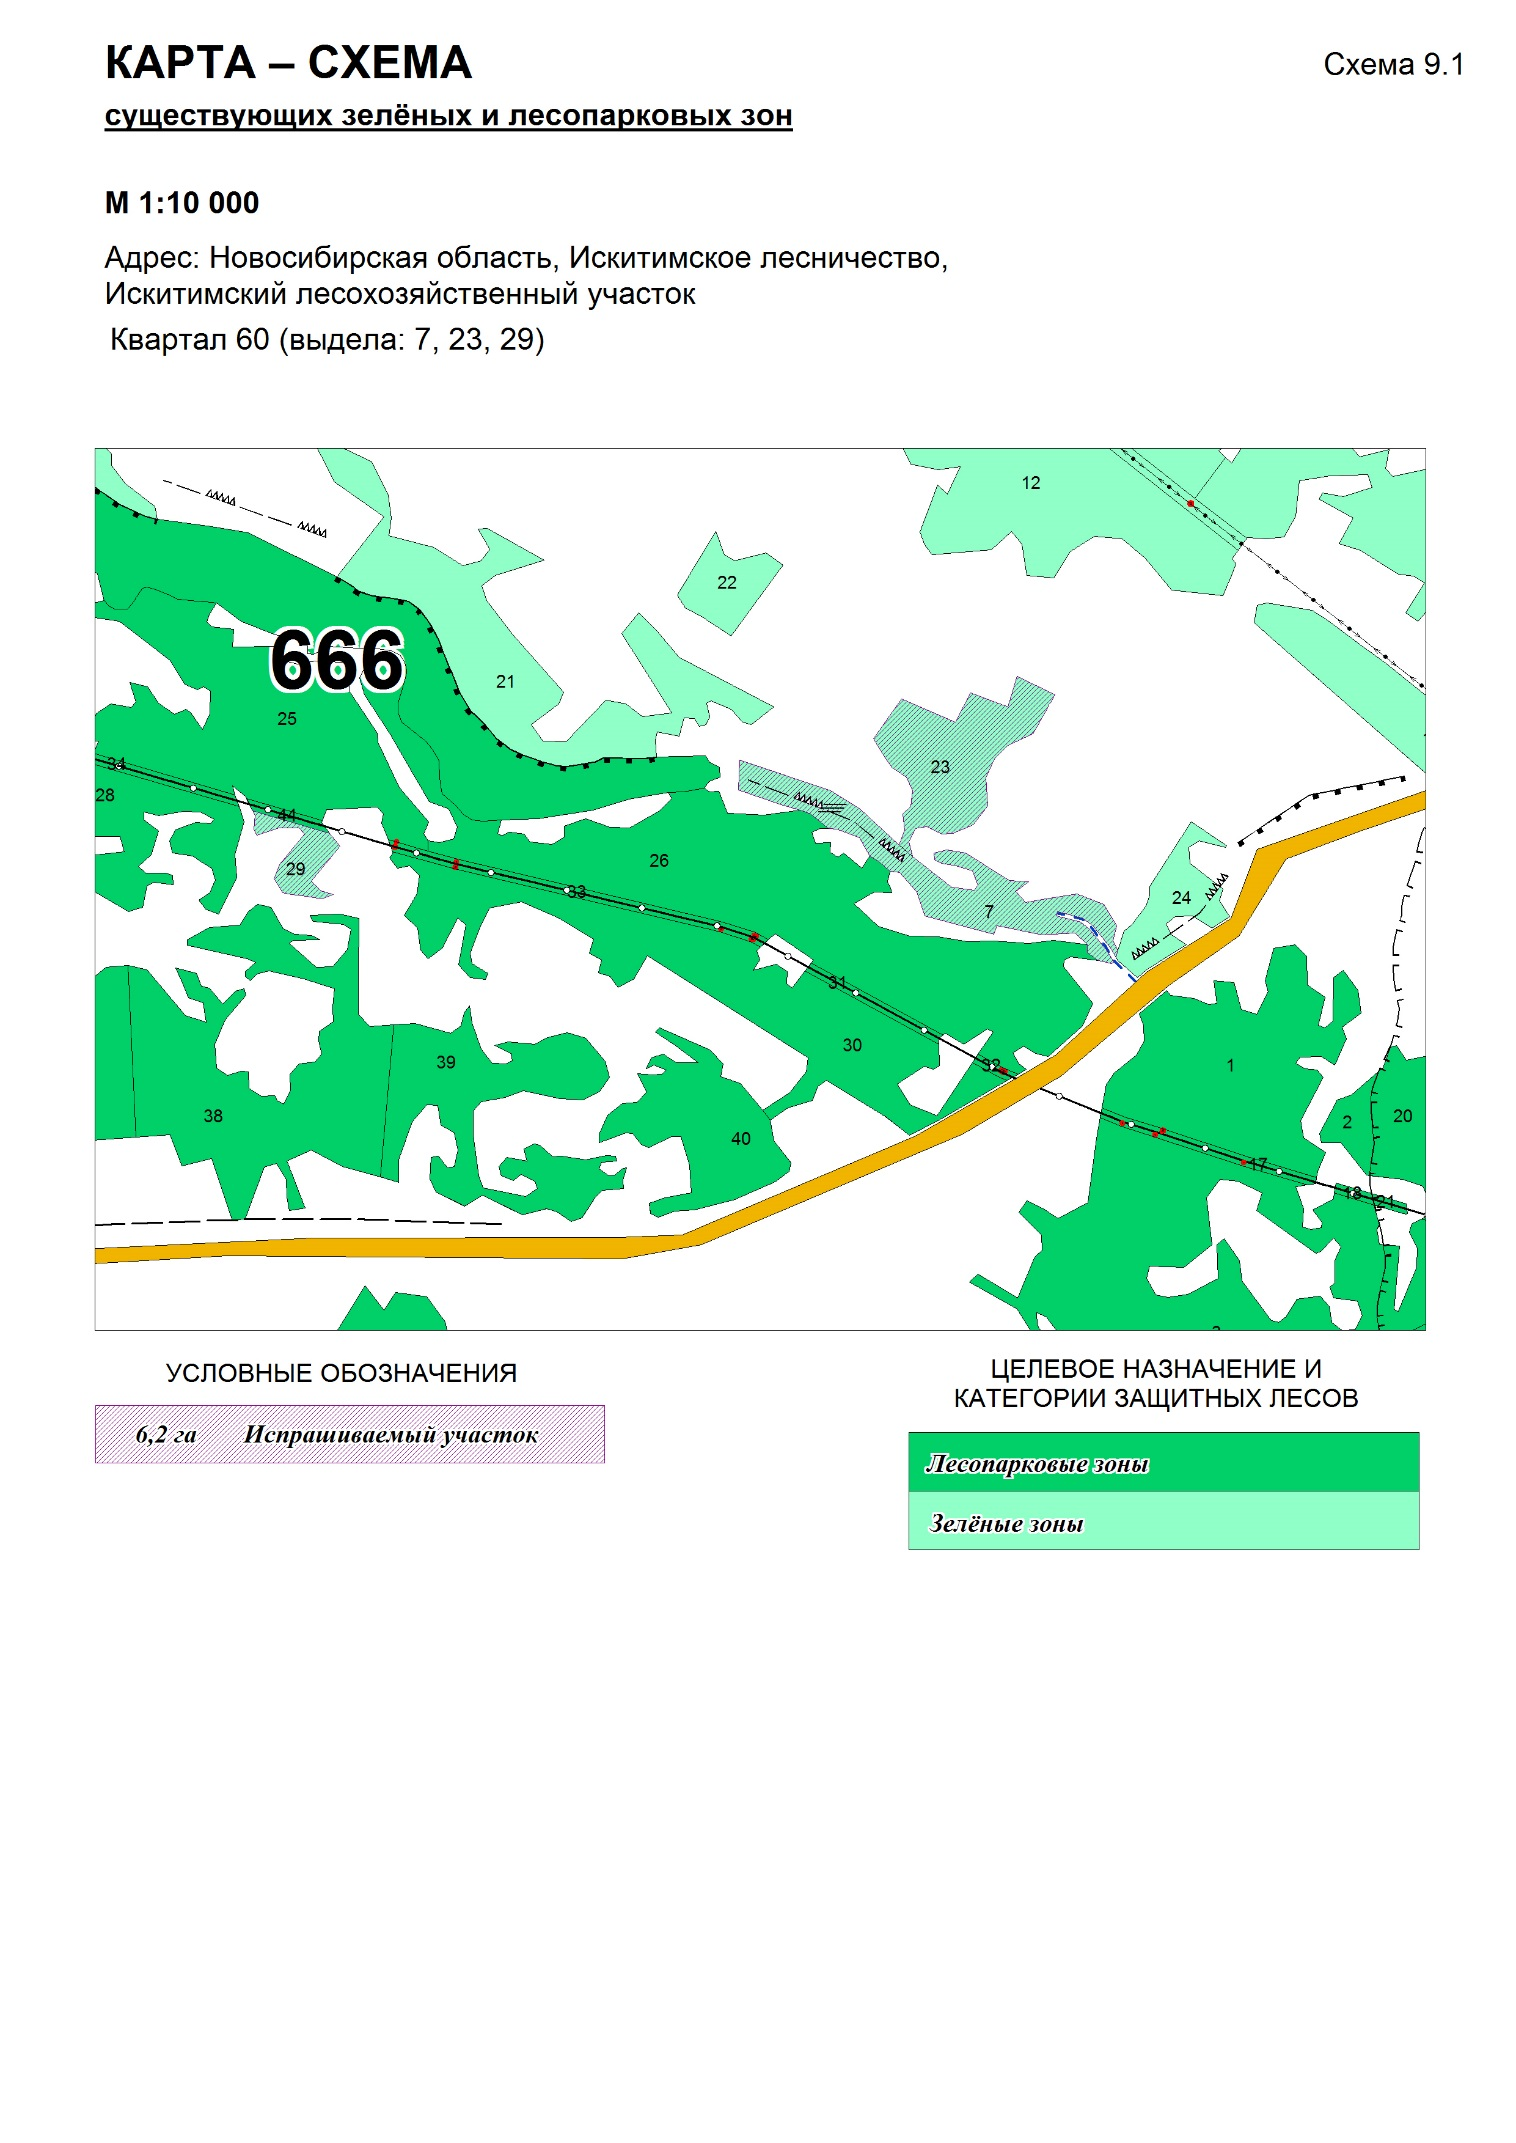 КАРТА – СХЕМА
Схема 9.1
существующих зелёных и лесопарковых зон
М 1:10 000
Адрес: Новосибирская область, Искитимское лесничество,
Искитимский лесохозяйственный участок
Квартал 60 (выдела: 7, 23, 29)
12
22
666
21
25
23
34
28
44
29
26
33
7
24
31
30
32
39
38
40
1
2
20
17
18
21
УСЛОВНЫЕ ОБОЗНАЧЕНИЯ
6,2 га Испрашиваемый участок
ЦЕЛЕВОЕ НАЗНАЧЕНИЕ И
КАТЕГОРИИ ЗАЩИТНЫХ ЛЕСОВ
Лесопарковые зоны
Зелёные зоны